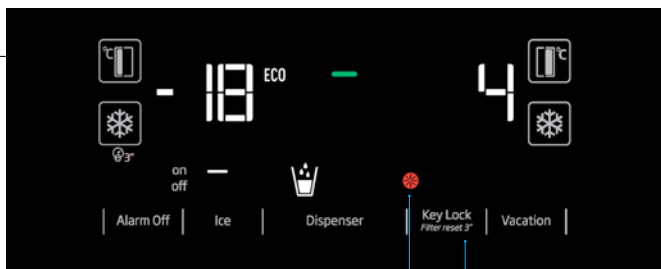 °C
-18 ECO
4
°C
3"
on
off
Alarm Off
Ice
Dispenser
Key Lock
Filter reset 3"
Vacation